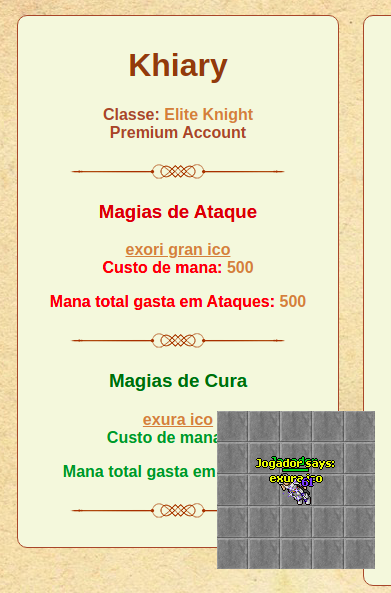 Khiary
Classe: Elite Knight
Premium Account
Magias de Ataque
exori gran ico
Custo de mana: 500
Mana total gasta em Ataques: 500
Magias de Cura
exura ico
Custo de mana
Mana total gasta em
Jogador says:
exura ico